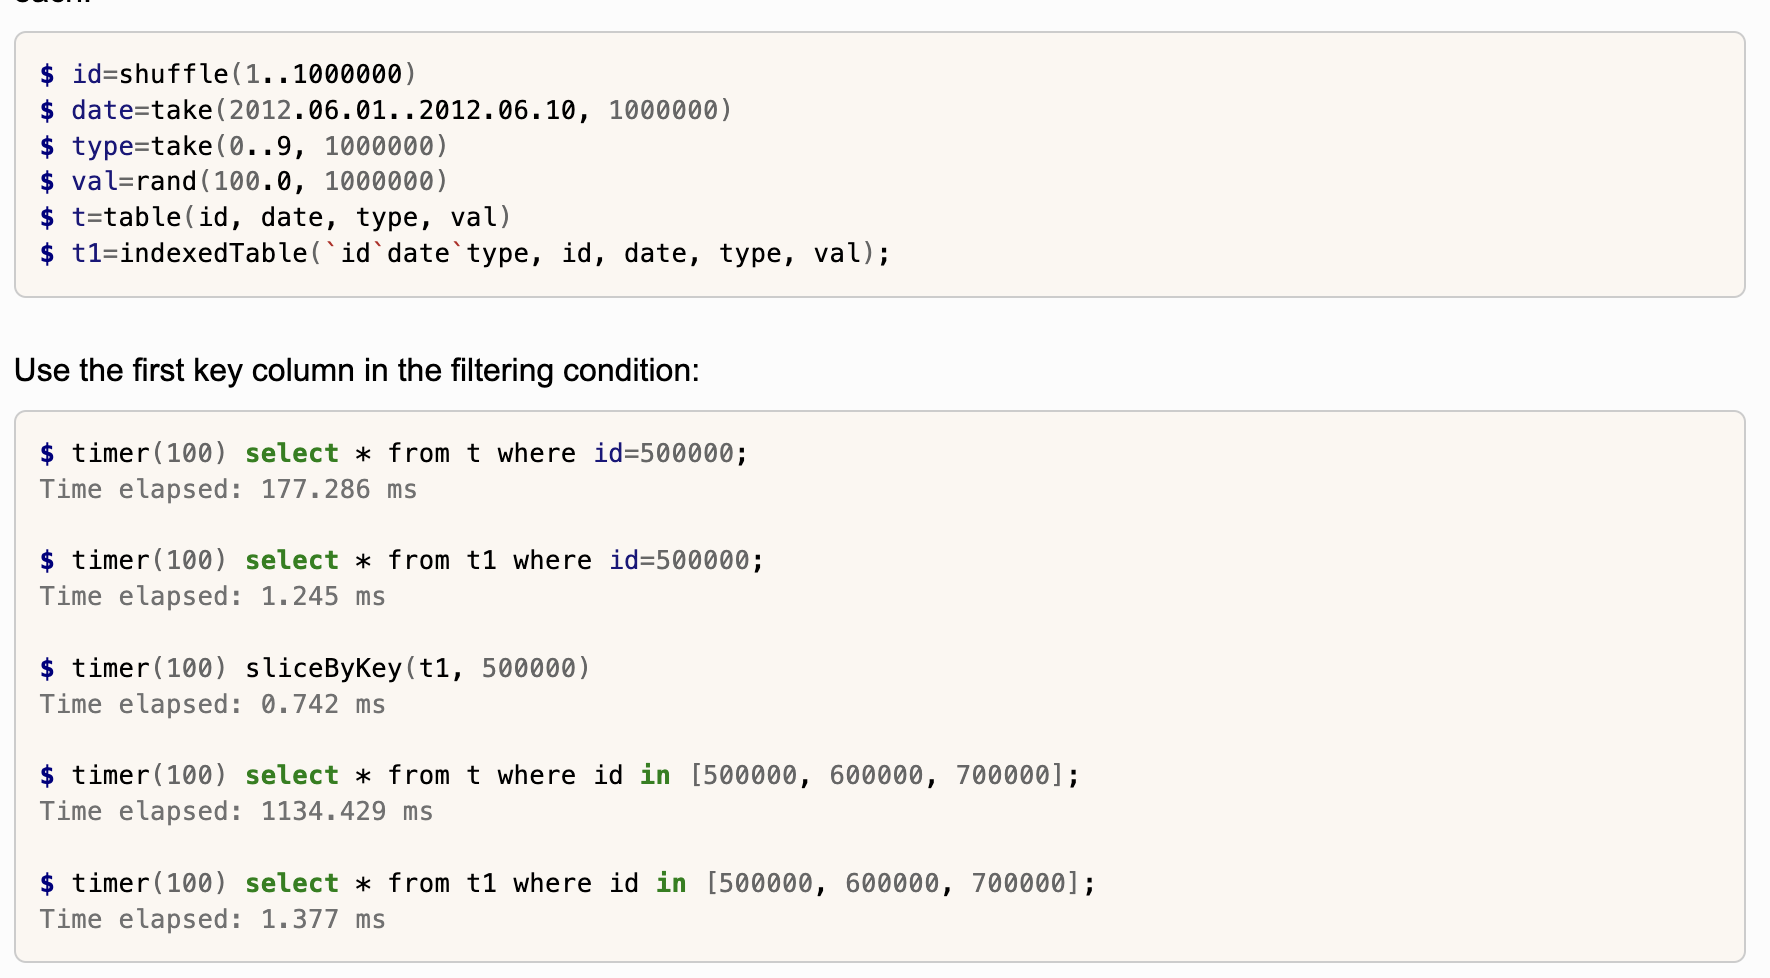 each.
$ id=shuffle(1..1000000)
$ date=take(2012.06.01..2012.06.10, 1000000)
$ type=take(0..9, 1000000)
$ val=rand(100.0, 1000000)
$ t=table(id, date, type, val)
$ t1=indexedTable(`id`date`type, id, date, type, val);
Use the first key column in the filtering condition:
$ timer(100) select * from t where id=500000;
Time elapsed: 177.286 ms
$ timer(100) select * from t1 where id=500000;
Time elapsed: 1.245 ms
$ timer(100) sliceByKey(t1, 500000)
Time elapsed: 0.742 ms
$ timer(100) select * from t where id in [500000, 600000, 700000];
Time elapsed: 1134.429 ms
$ timer(100) select * from t1 where id in [500000, 600000, 700000];
Time elapsed: 1.377 ms